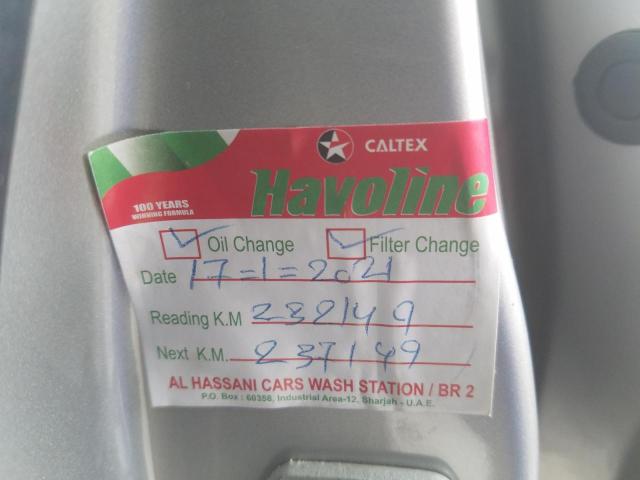 CALTEX
Havoline
100 YEARS
WINNING FORMULA
Oil Change Filter Change
Date 17=1=2021
Reading K.M 232149
Next K.M. 237149
AL HASSANI CARS WASH STATION / BR 2
P.O. Box : 60358, Industrial Area-12, Sharjah - U.A.E.